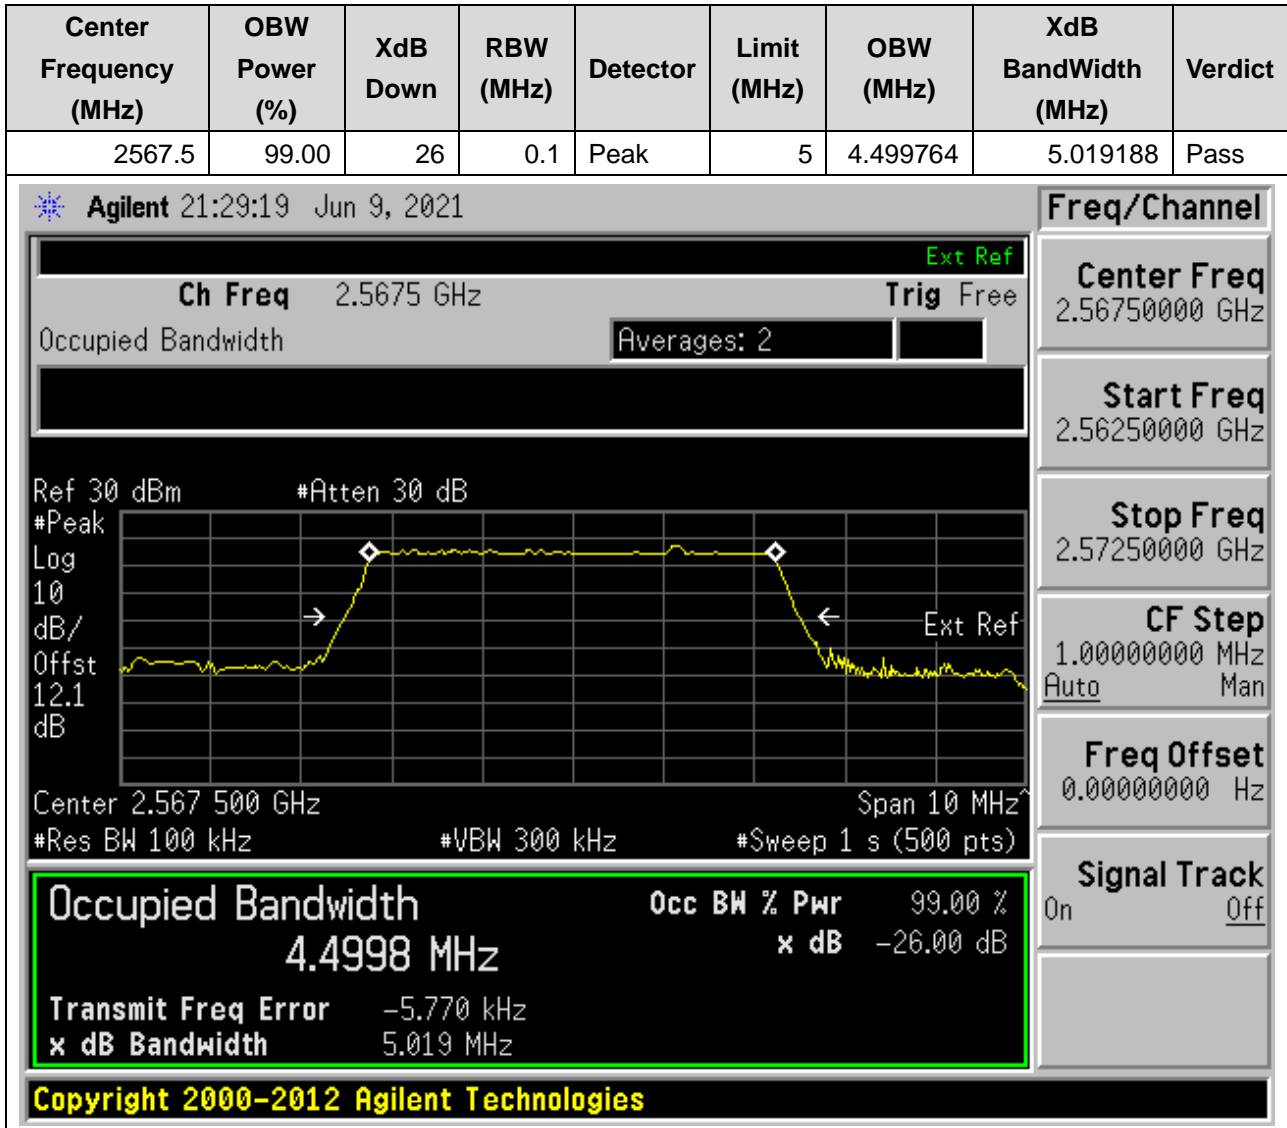 Center Frequency (MHz) OBW Power (%) XdB Down RBW (MHz) Detector Limit (MHz) OBW (MHz) XdB BandWidth (MHz) Verdict
2567.5 99.00 26 0.1 Peak 5 4.499764 5.019188 Pass
Agilent 21:29:19 Jun 9, 2021
Freq/Channel
Ext Ref
Ch Freq 2.5675 GHz Trig Free
Occupied Bandwidth Averages: 2
Center Freq
2.56750000 GHz
Start Freq
2.56250000 GHz
Stop Freq
2.57250000 GHz
CF Step
1.00000000 MHz
Auto Man
Freq Offset
0.00000000 Hz
Signal Track
On Off
Ref 30 dBm #Atten 30 dB
#Peak
Log
10
dB/
Offst
12.1
dB
Ext Ref
Center 2.567 500 GHz Span 10 MHz^
#Res BW 100 kHz #VBW 300 kHz #Sweep 1 s (500 pts)
Occupied Bandwidth Occ BW % Pwr 99.00 %
4.4998 MHz x dB -26.00 dB
Transmit Freq Error -5.770 kHz
x dB Bandwidth 5.019 MHz
Copyright 2000-2012 Agilent Technologies